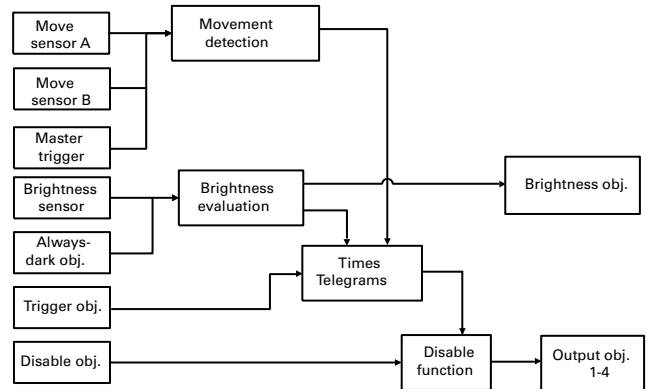 Move
sensor A
Movement
detection
Move
sensor B
Master
trigger
Brightness
sensor
Brightness
evaluation
Brightness obj.
Always-
dark obj.
Times
Telegrams
Trigger obj.
Disable obj.
Disable
function
Output obj.
1-4